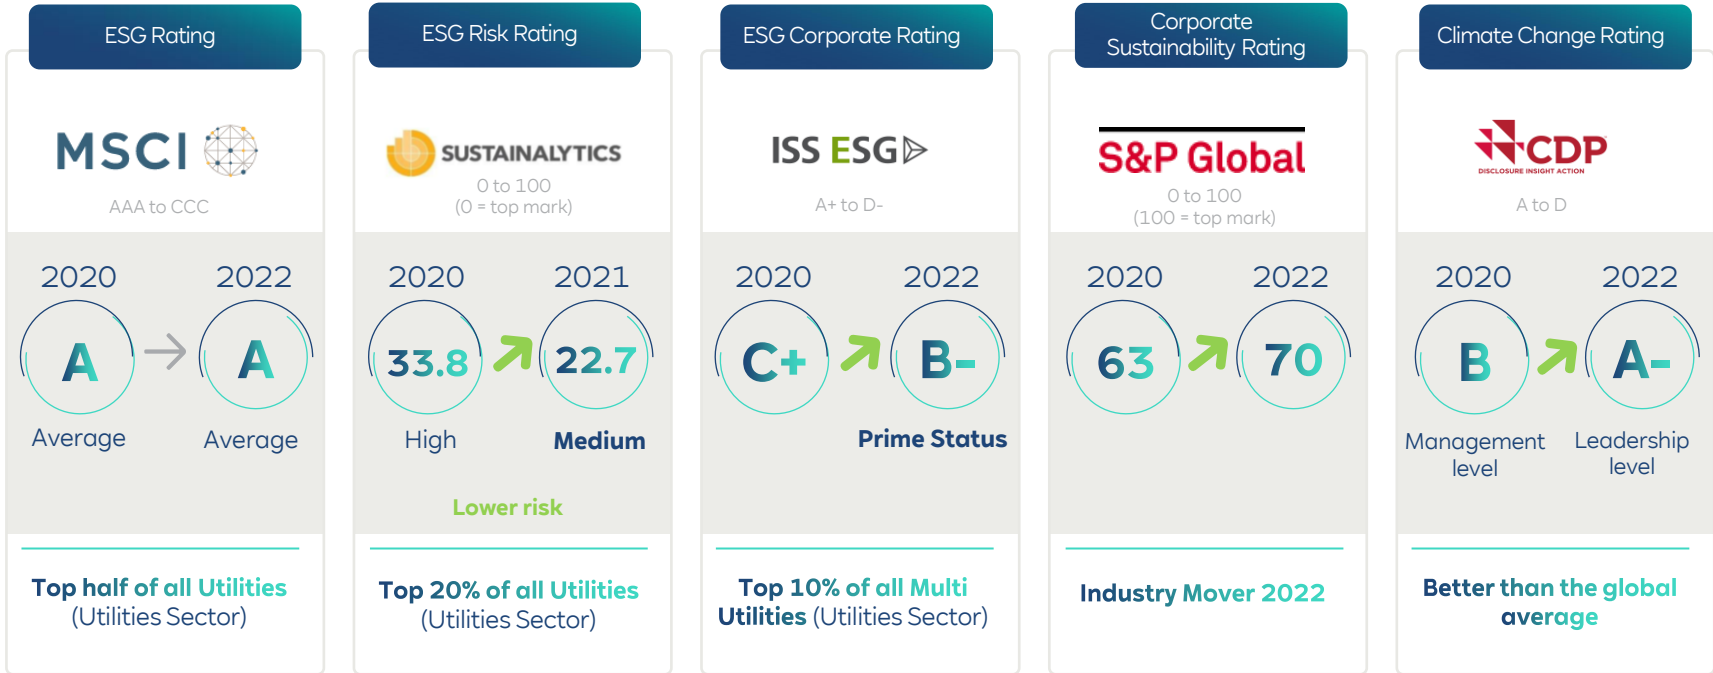 ESG Rating
MSCI
AAA to CCC
2020
2022
A
A
Average
Average
Top half of all Utilities
(Utilities Sector)
ESG Risk Rating
SUSTAINALYTICS
0 to 100
(0 = top mark)
2020
2021
33.8
22.7
High
Medium
Lower risk
Top 20% of all Utilities
(Utilities Sector)
ESG Corporate Rating
ISS ESG
A+ to D-
2020
2022
C+
B-
Prime Status
Top 10% of all Multi
Utilities (Utilities Sector)
Corporate
Sustainability Rating
S&P Global
0 to 100
(100 = top mark)
2020
2022
63
70
Industry Mover 2022
Climate Change Rating
CDP
DISCLOSURE INSIGHT ACTION
A to D
2020
2022
B
A-
Management
level
Leadership
level
Better than the global
average